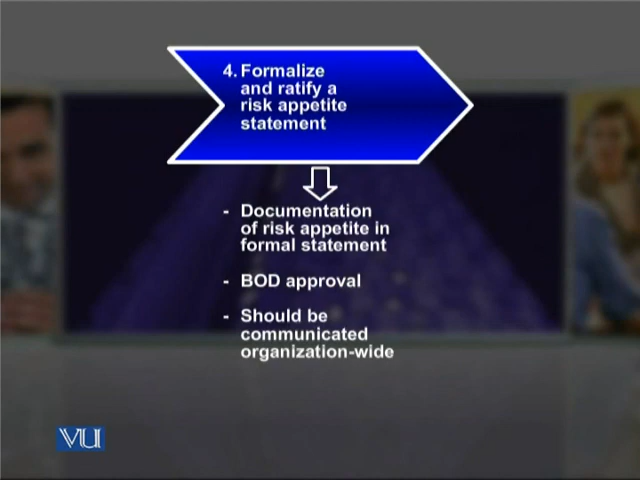 4. Formalize
and ratify a
risk appetite
statement
- Documentation
of risk appetite in
formal statement
- BOD approval
- Should be
communicated
organization-wide
VU